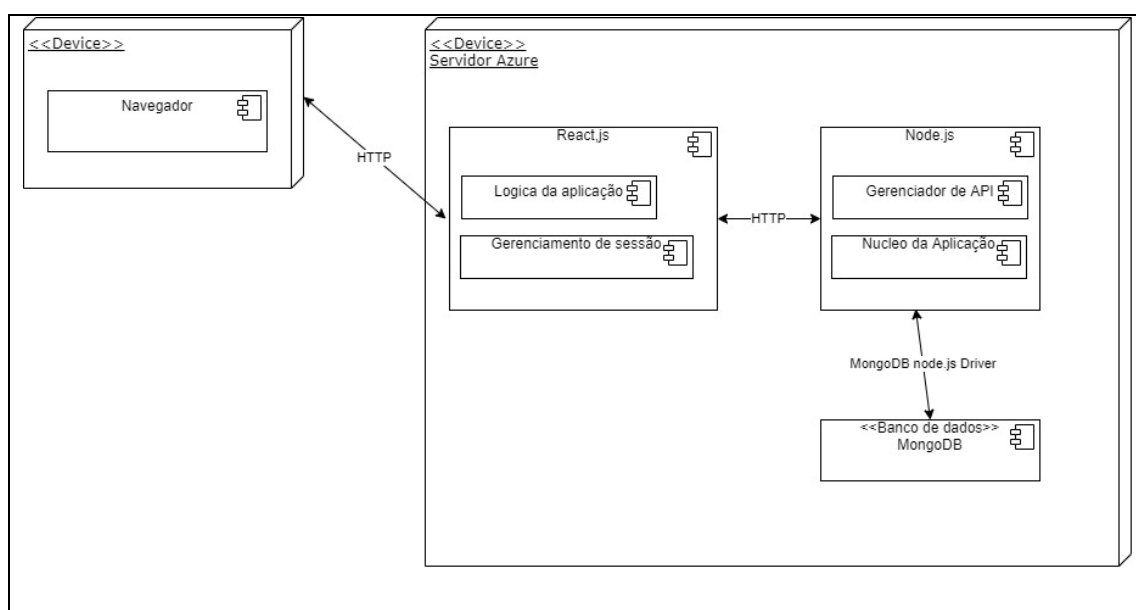 <<Device>>
Navegador
HTTP
<<Device>>
Servidor Azure
React.js
Logica da aplicação
Gerenciamento de sessão
HTTP
Node.js
Gerenciador de API
Nucleo da Aplicação
MongoDB node.js Driver
<<Banco de dados>>
MongoDB